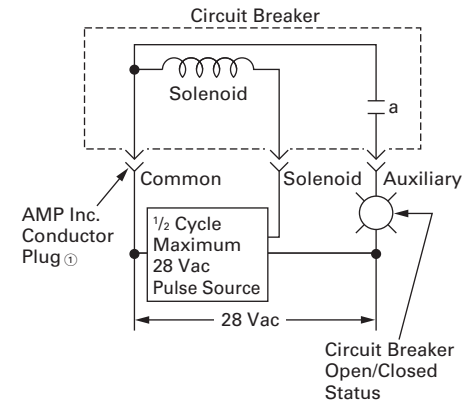 Circuit Breaker
Solenoid
a
Common
Solenoid
Auxiliary
AMP Inc.
Conductor
Plug ①
1/2 Cycle
Maximum
28 Vac
Pulse Source
28 Vac
Circuit Breaker
Open/Closed
Status